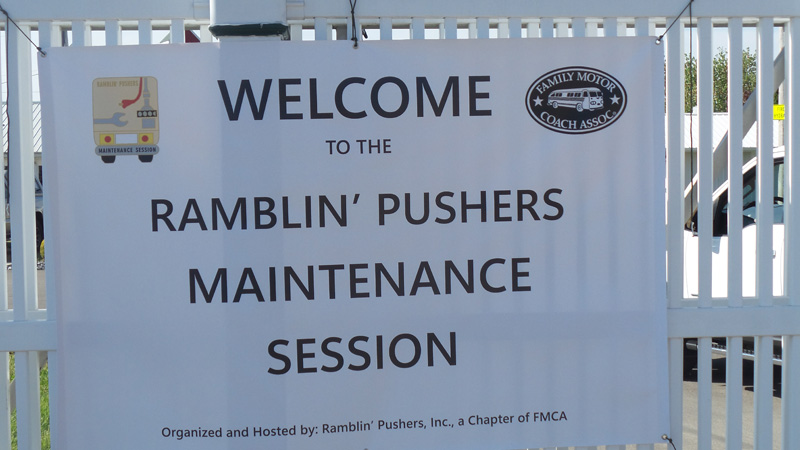 RAMBLIN' PUSHERS
MAINTENANCE SESSION
WELCOME
FAMILY MOTOR
COACH ASSOC.
TO THE
RAMBLIN' PUSHERS
MAINTENANCE
SESSION
Organized and Hosted by: Ramblin' Pushers, Inc., a Chapter of FMCA